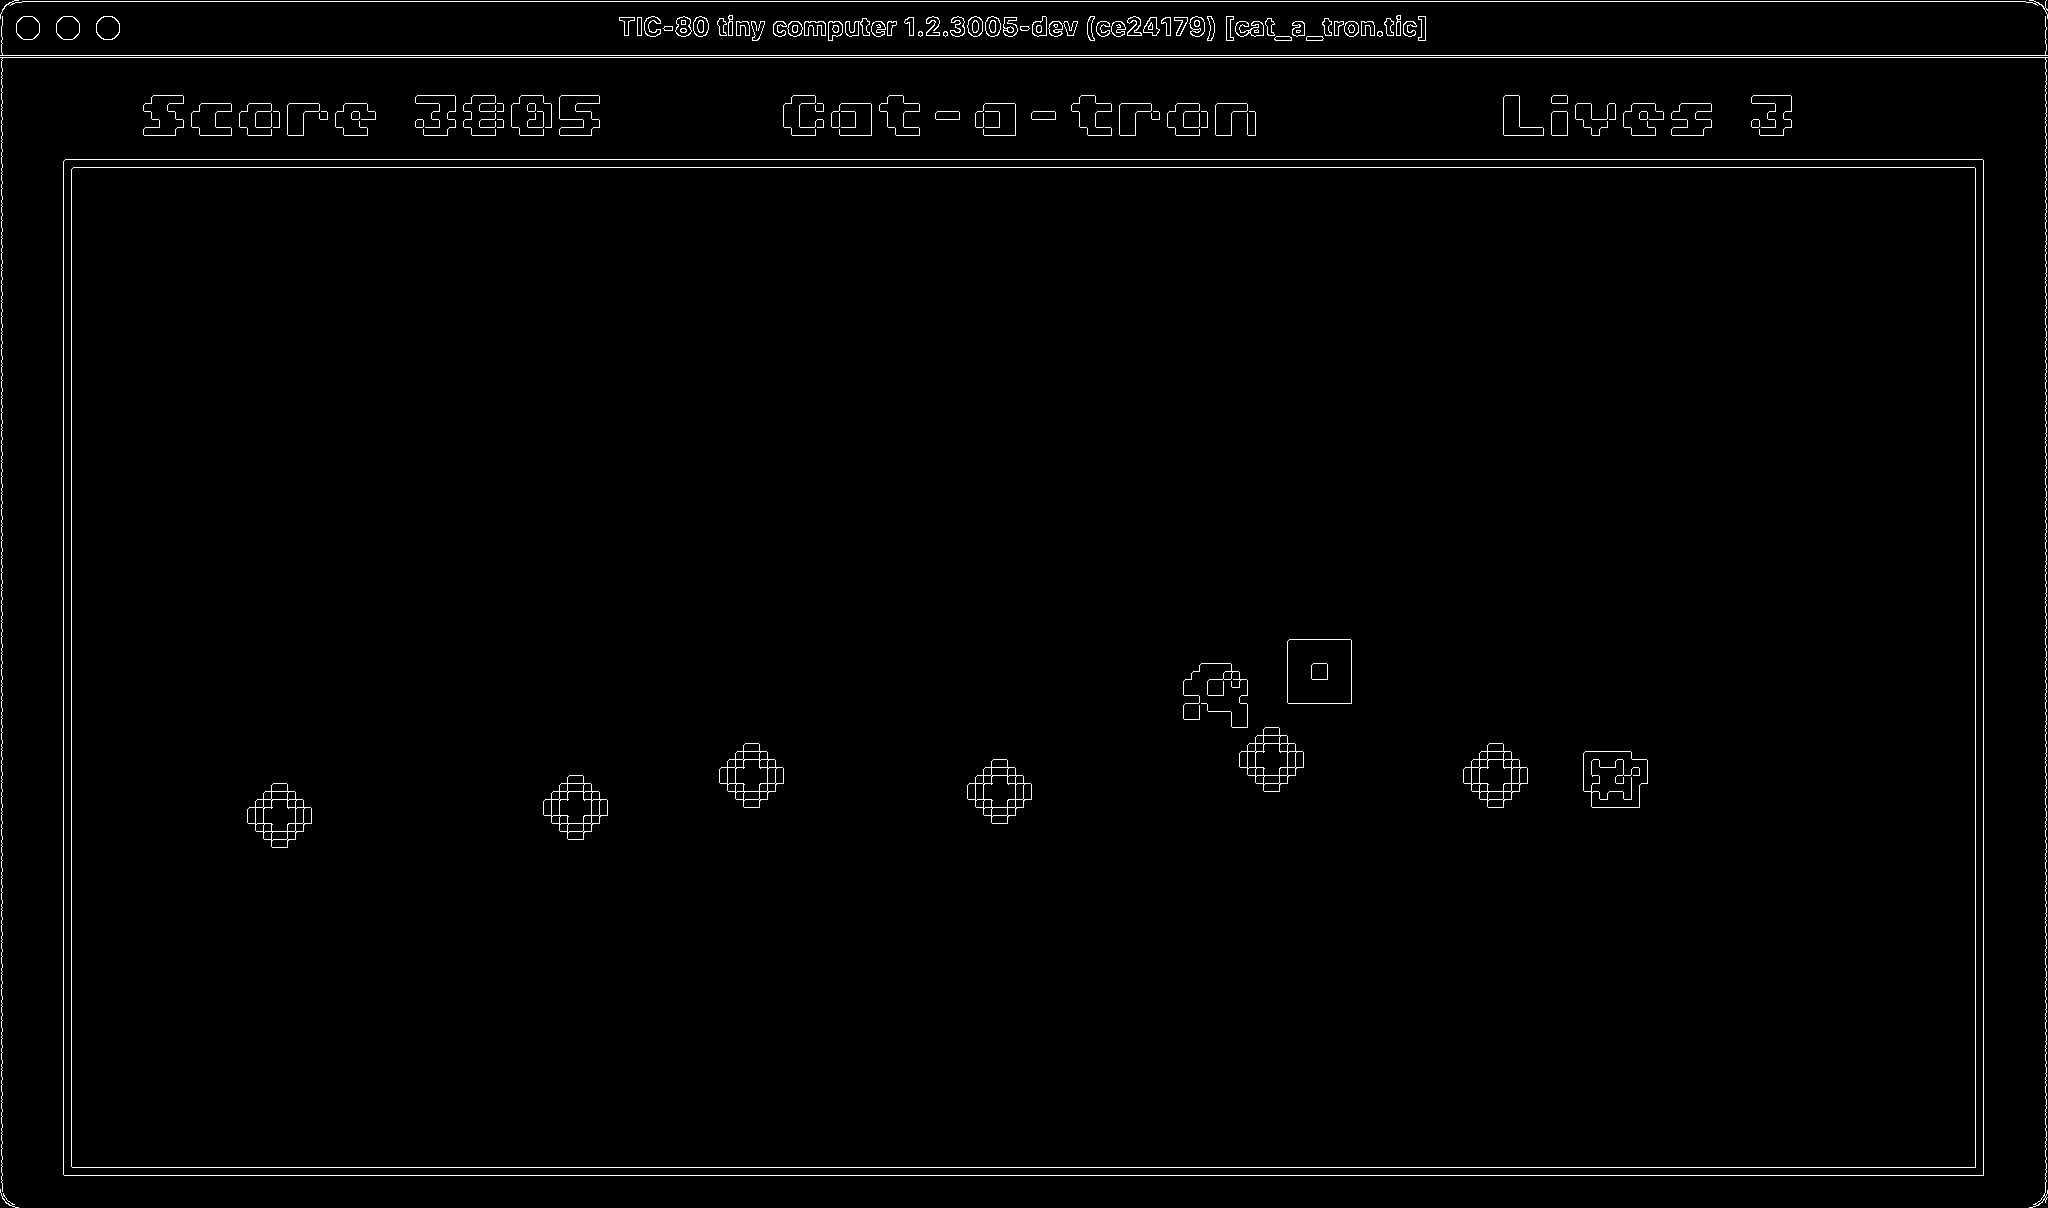 TIC-80 tiny computer 1.2.3005-dev (ce24179) [cat_a_tron.tic]
Score 3805 Cat-a-tron Lives 3